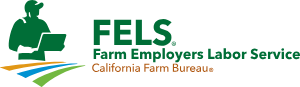 FELS®
Farm Employers Labor Service
California Farm Bureau®